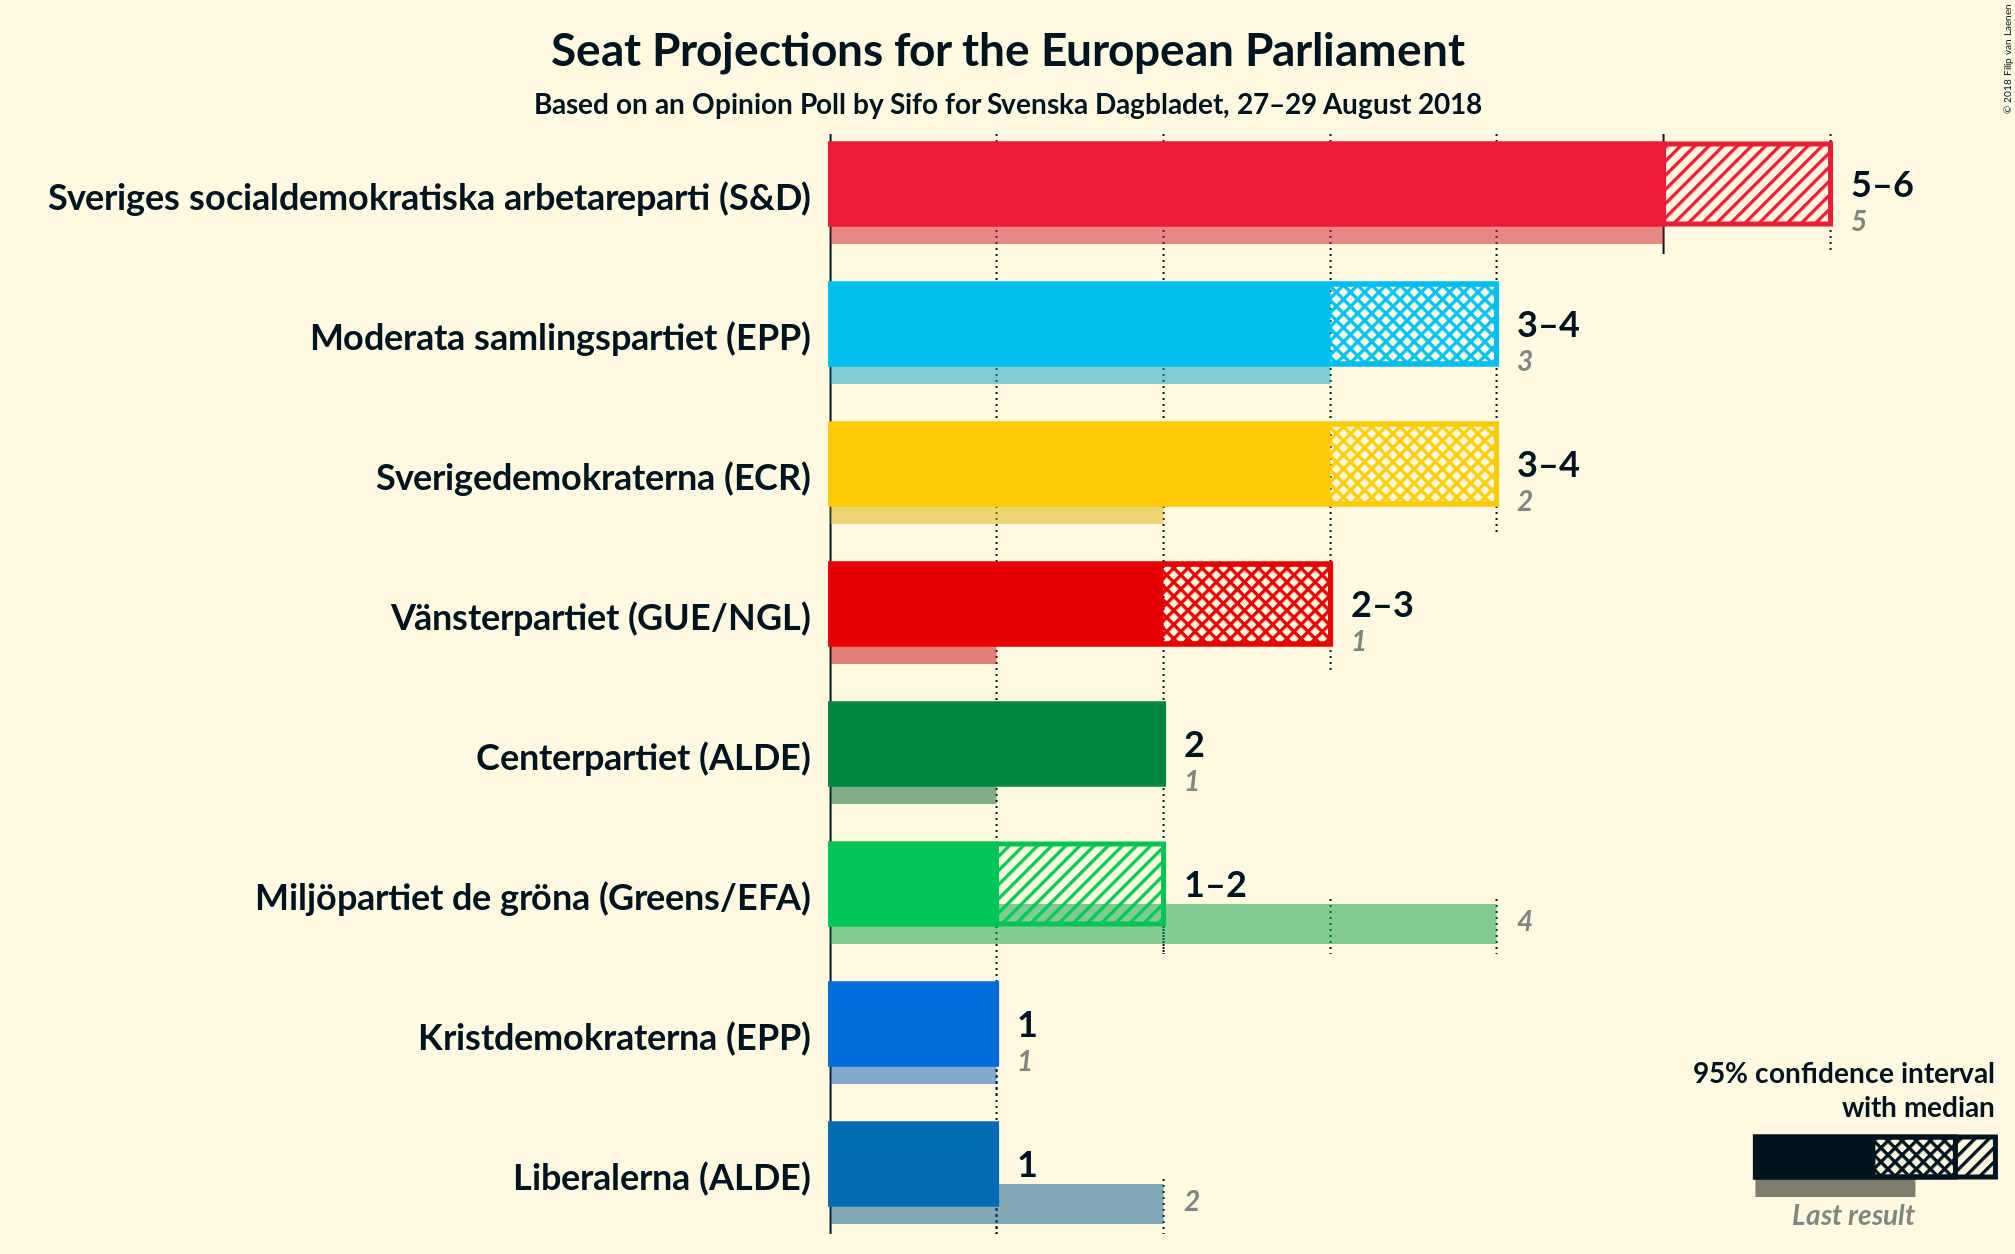 Seat Projections for the European Parliament
Based on an Opinion Poll by Sifo for Svenska Dagbladet, 27–29 August 2018
© 2018 Filip van Laenen
Sveriges socialdemokratiska arbetareparti (S&D)
5–6
5
Moderata samlingspartiet (EPP)
3–4
3
Sverigedemokraterna (ECR)
3–4
2
Vänsterpartiet (GUE/NGL)
2–3
1
Centerpartiet (ALDE)
2
1
Miljöpartiet de gröna (Greens/EFA)
1–2
4
Kristdemokraterna (EPP)
1
1
Liberalerna (ALDE)
1
2
95% confidence interval
with median
Last result